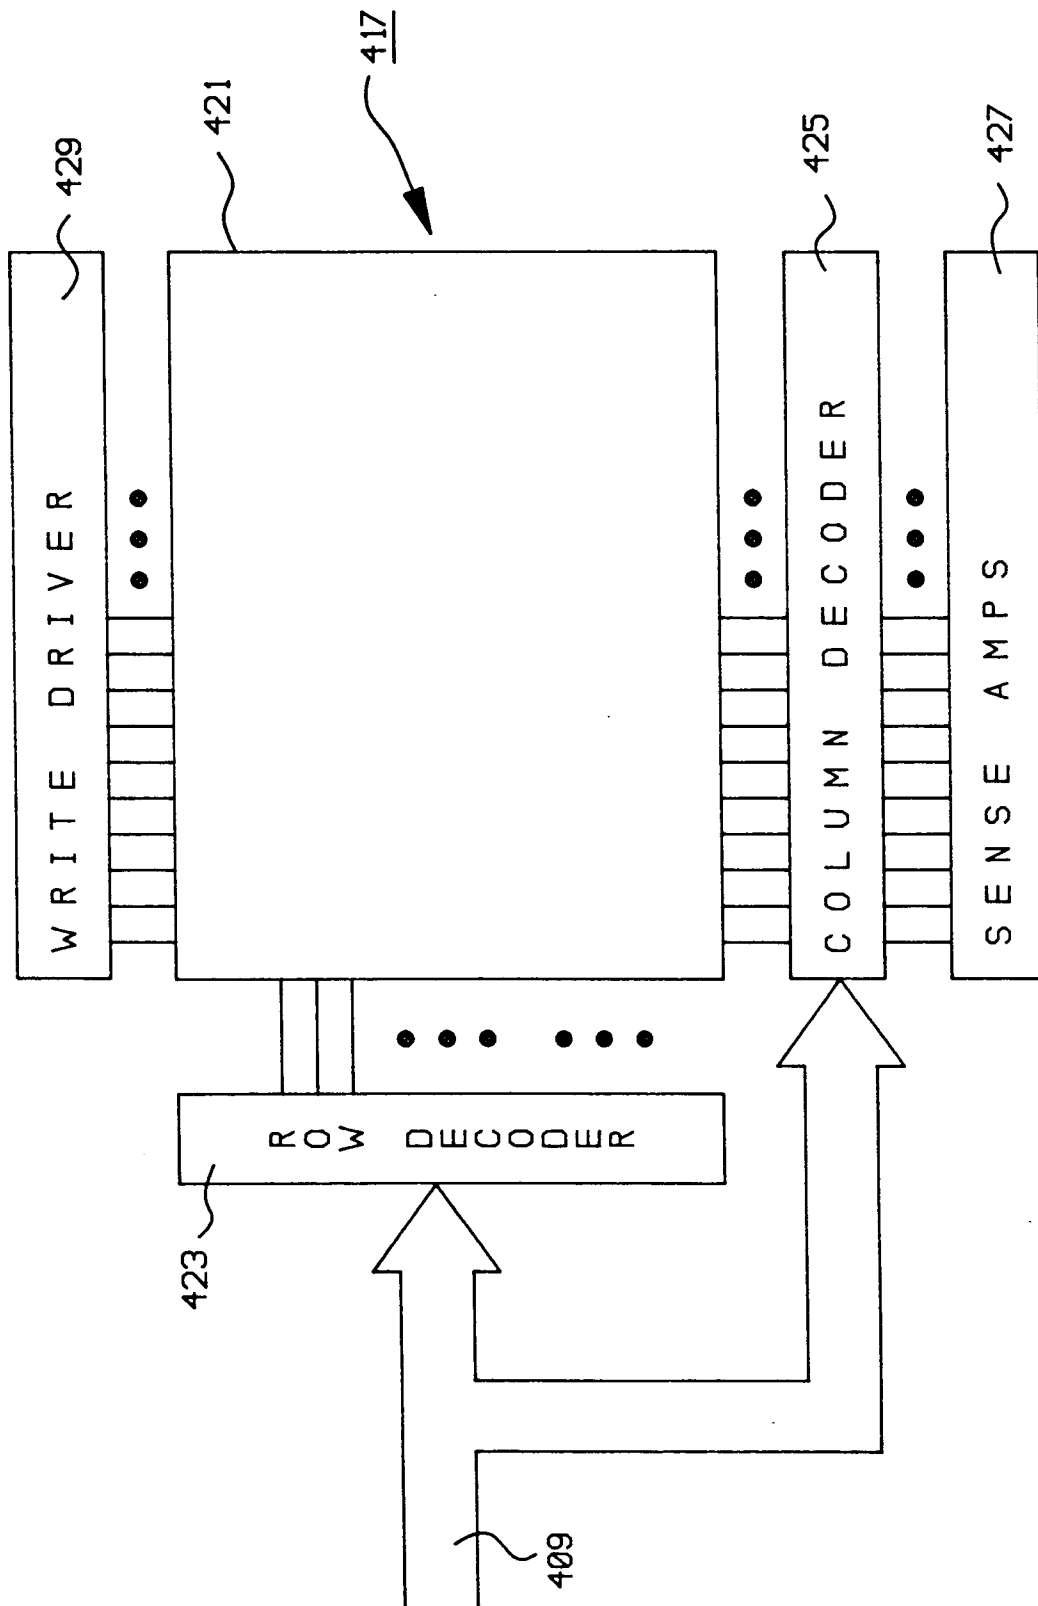 429
WRITE DRIVER
421
417
423
ROW DECODER
409
425
COLUMN DECODER
427
SENSE AMPS